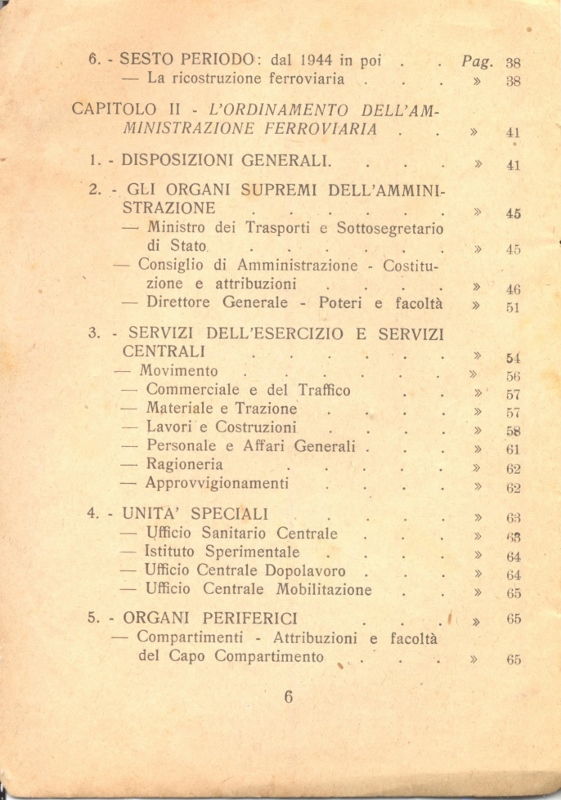 6. - SESTO PERIODO: dal 1944 in poi . . Pag. 38
— La ricostruzione ferroviaria . . . » 38
CAPITOLO II - L'ORDINAMENTO DELL'AM-
MINISTRAZIONE FERROVIARIA . . » 41
1. - DISPOSIZIONI GENERALI. . . . » 41
2. - GLI ORGANI SUPREMI DELL'AMMINI-
STRAZIONE . . . . . . » 45
— Ministro dei Trasporti e Sottosegretario
di Stato . . . . . . » 45
— Consiglio di Amministrazione - Costitu-
zione e attribuzioni . . . . » 46
— Direttore Generale - Poteri e facoltà » 51
3. - SERVIZI DELL'ESERCIZIO E SERVIZI
CENTRALI . . . . . . » 54
— Movimento . . . . . . » 56
— Commerciale e del Traffico . . » 57
— Materiale e Trazione . . . . » 57
— Lavori e Costruzioni . . . . » 58
— Personale e Affari Generali . . . » 61
— Ragioneria . . . . . » 62
— Approvvigionamenti . . . . » 62
4. - UNITA' SPECIALI . . . . » 63
— Ufficio Sanitario Centrale . . . » 63
— Istituto Sperimentale . . . . » 64
— Ufficio Centrale Dopolavoro . . . » 64
— Ufficio Centrale Mobilitazione . . » 65
5. - ORGANI PERIFERICI . . . » 65
— Compartimenti - Attribuzioni e facoltà
del Capo Compartimento . . . » 65
6